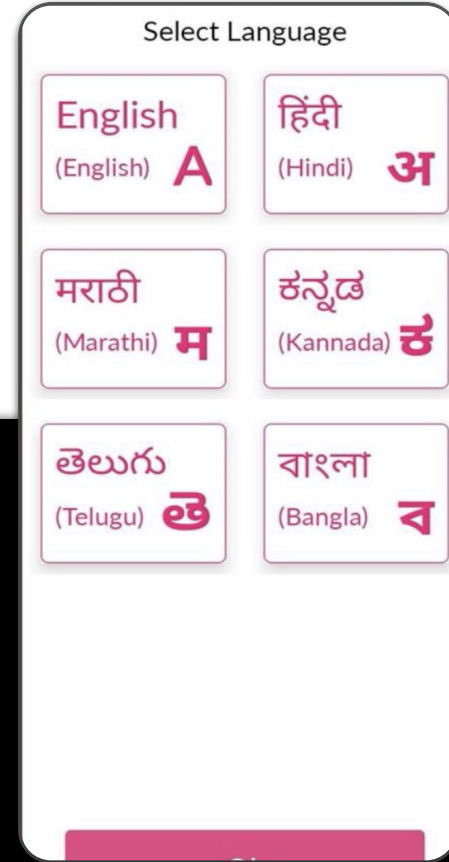 Select Language
English
(English) A
हिंदी
(Hindi) अ
मराठी
(Marathi) म
ಕನ್ನಡ
(Kannada) ಕ
తెలుగు
(Telugu) తె
বাংলা
(Bangla) ব